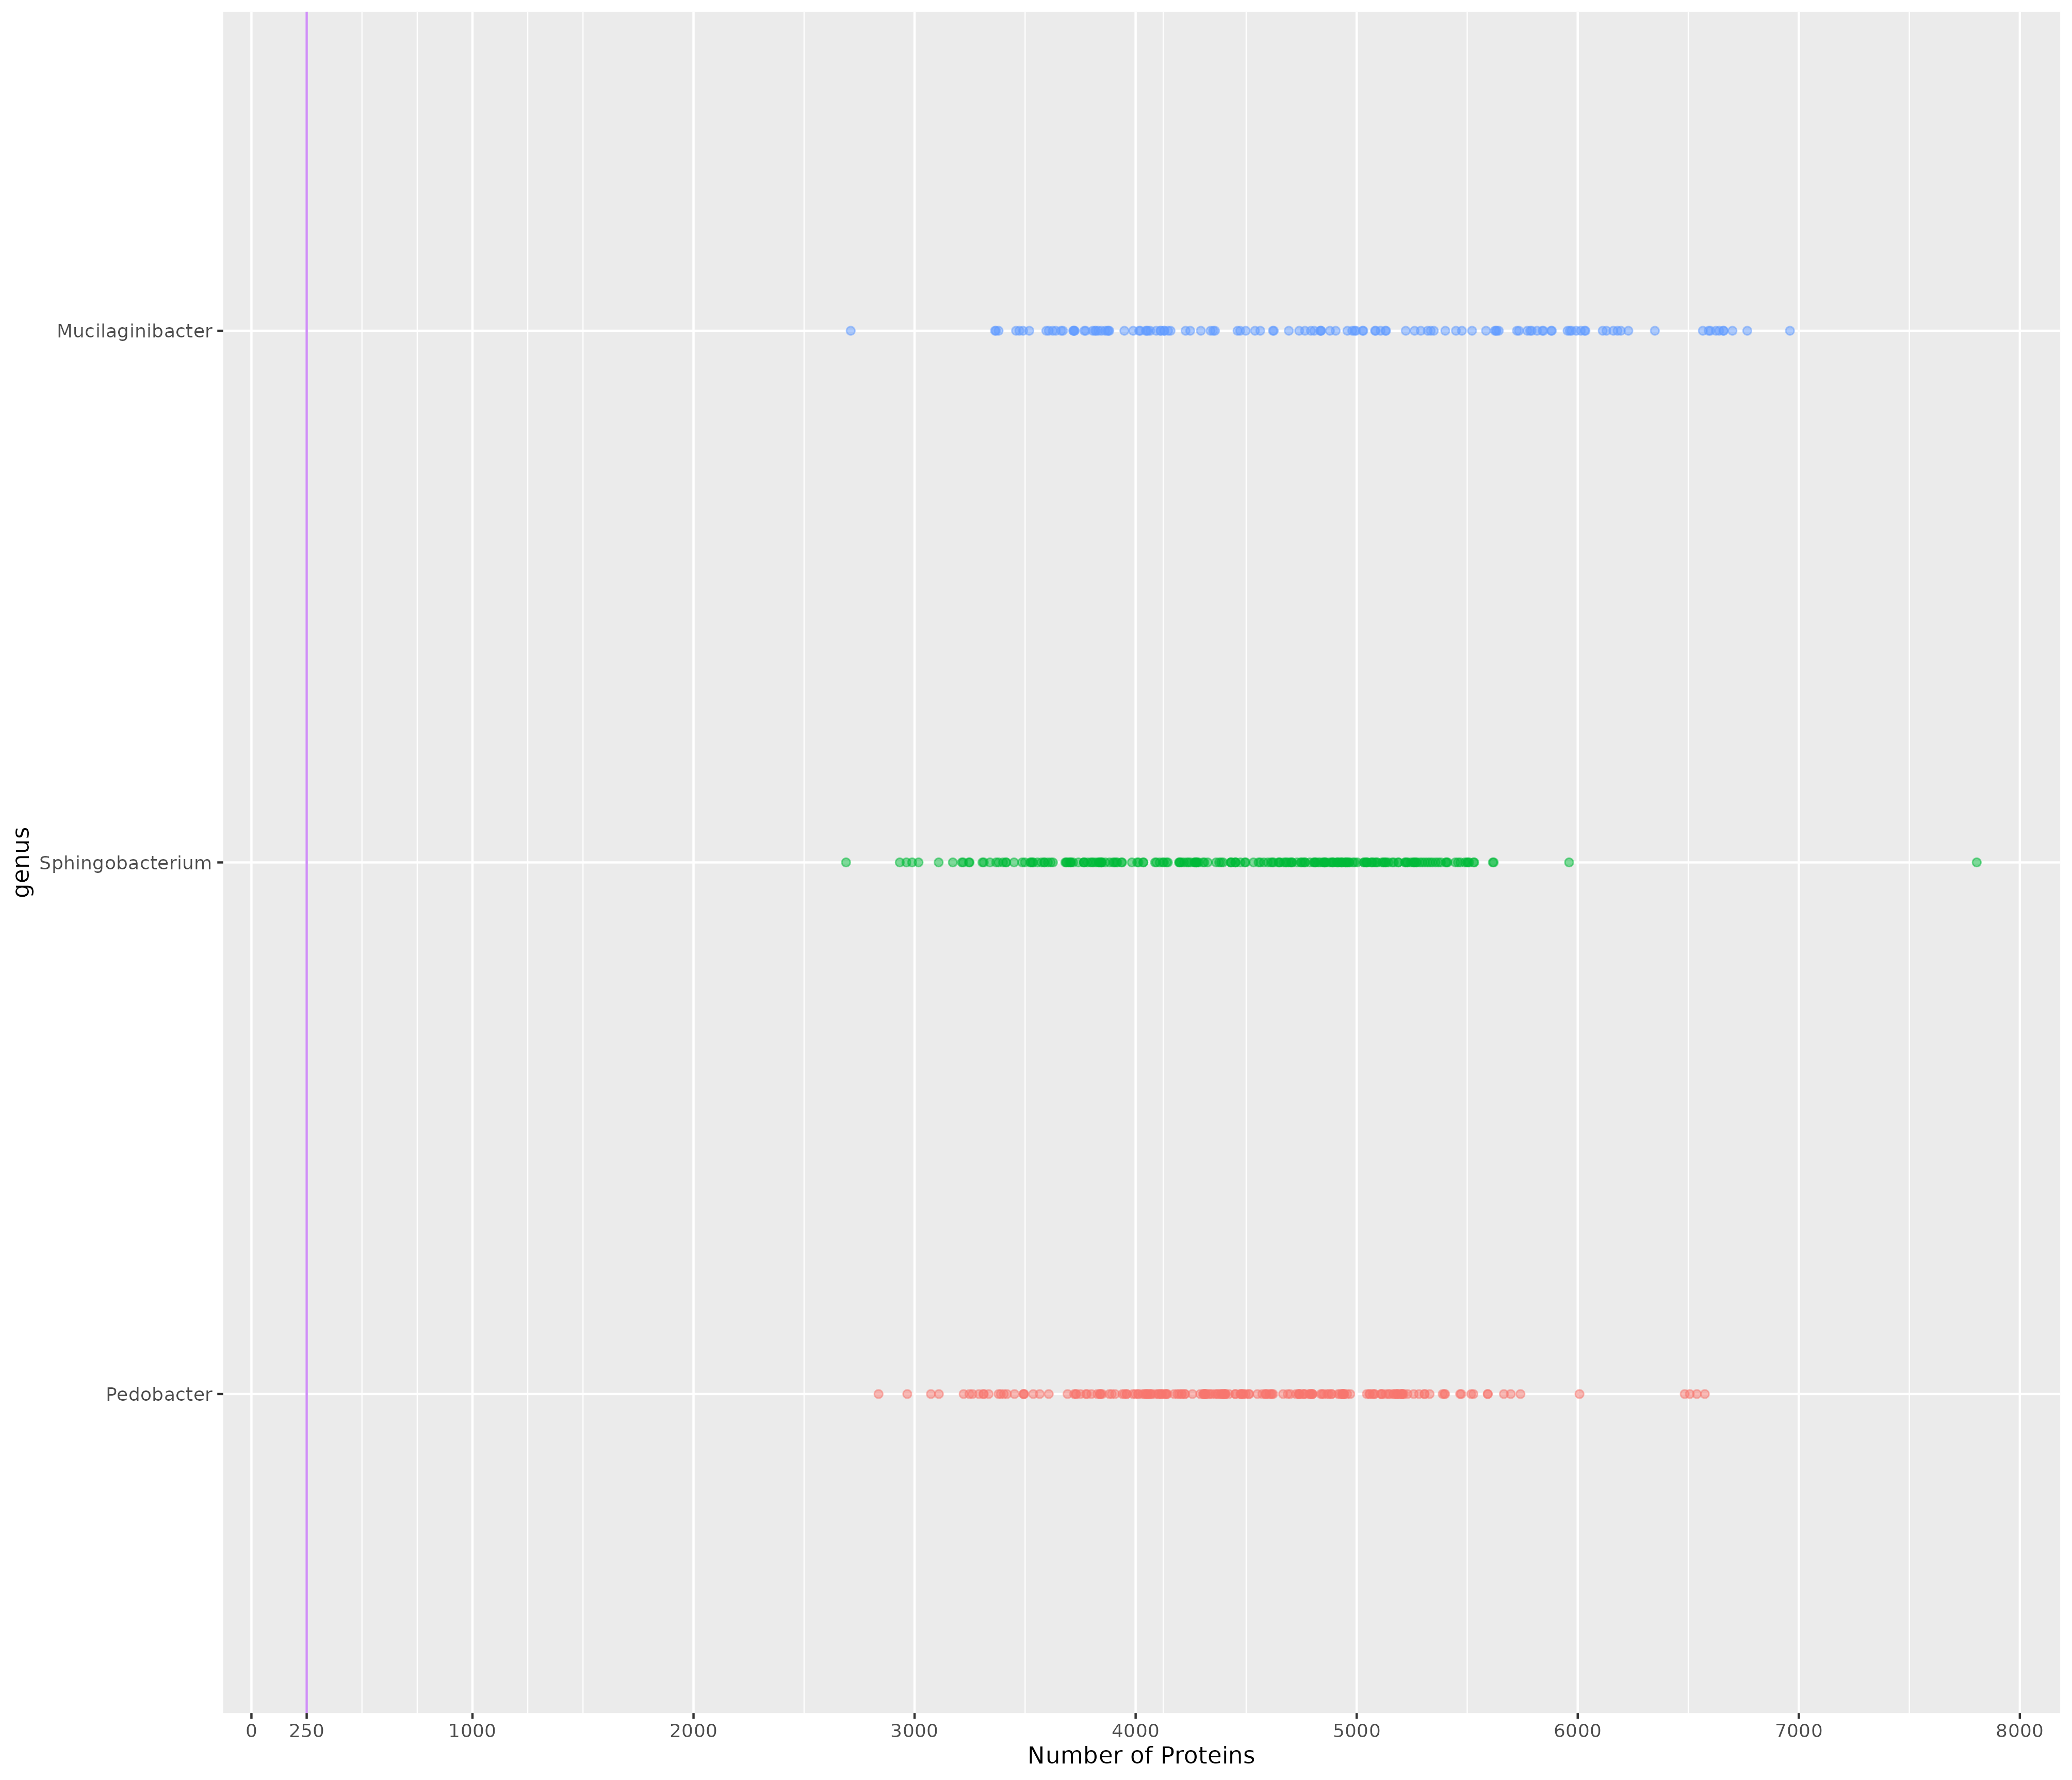 Mucilaginibacter
genus
Sphingobacterium
Pedobacter
0 250 1000 2000 3000 4000 5000 6000 7000 8000
Number of Proteins